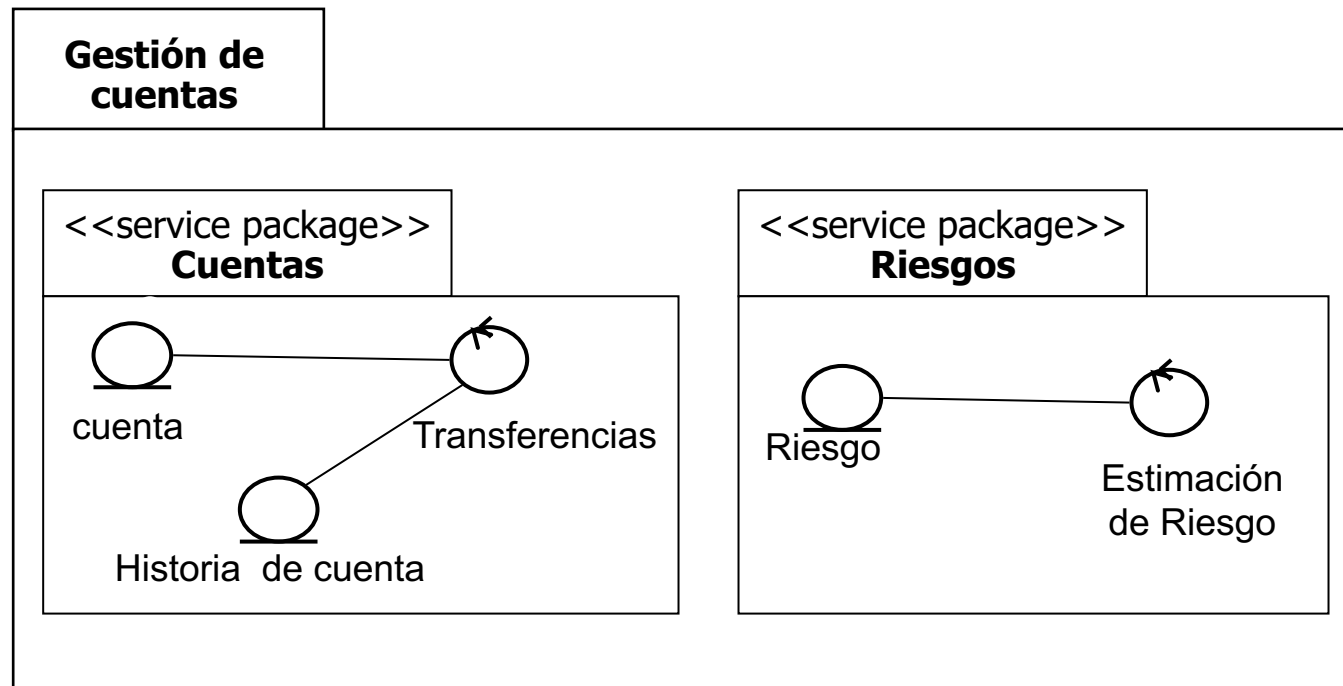 Gestión de
cuentas
<<service package>>
Cuentas
cuenta
Transferencias
Historia de cuenta
<<service package>>
Riesgos
Riesgo
Estimación
de Riesgo